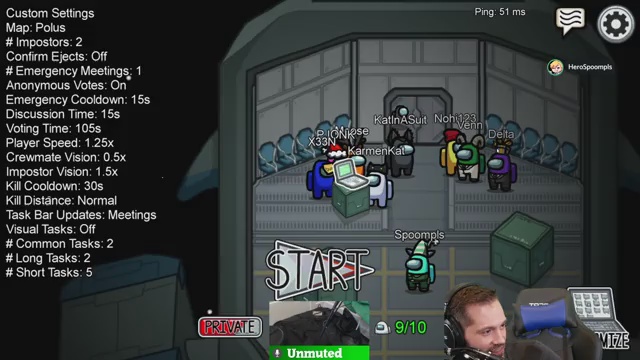 Custom Settings
Map: Polus
# Impostors: 2
Confirm Ejects: Off
# Emergency Meetings: 1
Anonymous Votes: On
Emergency Cooldown: 15s
Discussion Time: 15s
Voting Time: 105s
Player Speed: 1.25x
Crewmate Vision: 0.5x
Impostor Vision: 1.5x
Kill Cooldown: 30s
Kill Distance: Normal
Task Bar Updates: Meetings
Visual Tasks: Off
# Common Tasks: 2
# Long Tasks: 2
# Short Tasks: 5
Ping: 51 ms
HeroSpoompls
KatInASuit
Nohi123
Venn
Delta
X33N
KarmenKat
Spoompls
START
PRIVATE
9/10
Unmuted